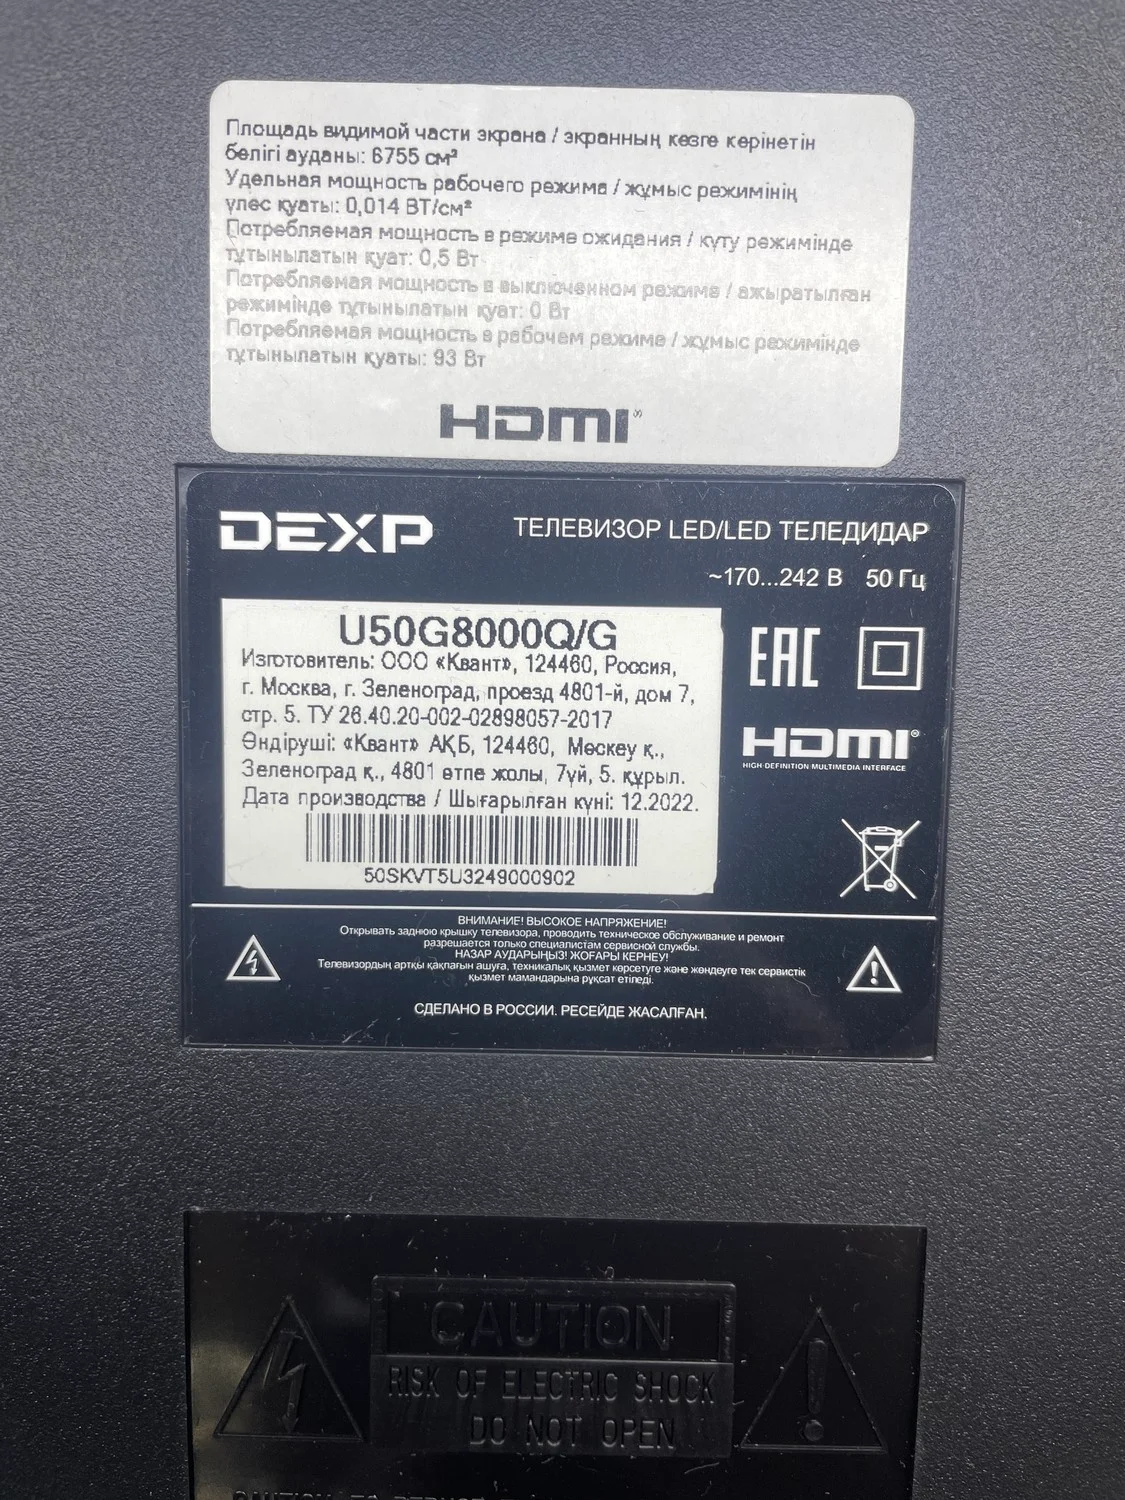 Площадь видимой части экрана / экранның көзге көрінетін
бөлігі ауданы: 6755 см²
Удельная мощность рабочего режима / жұмыс режимінің
үлес қуаты: 0,014 ВТ/см²
Потребляемая мощность в режиме ожидания / күту режимінде
тұтынылатын қуат: 0,5 Вт
Потребляемая мощность в выключенном режиме / ажыратылған
режимінде тұтынылатын қуат: 0 Вт
Потребляемая мощность в рабочем режиме / жұмыс режимінде
тұтынылатын қуаты: 93 Вт
HDMI
DEXP ТЕЛЕВИЗОР LED/LED ТЕЛЕДИДАР
~170...242 В 50 Гц
U50G8000Q/G
Изготовитель: ООО «Квант», 124460, Россия,
г. Москва, г. Зеленоград, проезд 4801-й, дом 7,
стр. 5. ТУ 26.40.20-002-02898057-2017
Өндіруші: «Квант» АҚБ, 124460, Мәскеу қ.,
Зеленоград қ., 4801 өтпе жолы, 7үй, 5. құрыл.
Дата производства / Шығарылған күні: 12.2022.
50SKVT5U3249000902
EAC
HDMI®
HIGH-DEFINITION MULTIMEDIA INTERFACE
ВНИМАНИЕ! ВЫСОКОЕ НАПРЯЖЕНИЕ!
Открывать заднюю крышку телевизора, проводить техническое обслуживание и ремонт
разрешается только специалистам сервисной службы.
НАЗАР АУДАРЫҢЫЗ! ЖОҒАРЫ КЕРНЕУ!
Телевизордың артқы қақпағын ашуға, техникалық қызмет көрсетуге және жөндеуге тек сервистік
қызмет мамандарына рұқсат етіледі.
СДЕЛАНО В РОССИИ. РЕСЕЙДЕ ЖАСАЛҒАН.
CAUTION
RISK OF ELECTRIC SHOCK
DO NOT OPEN